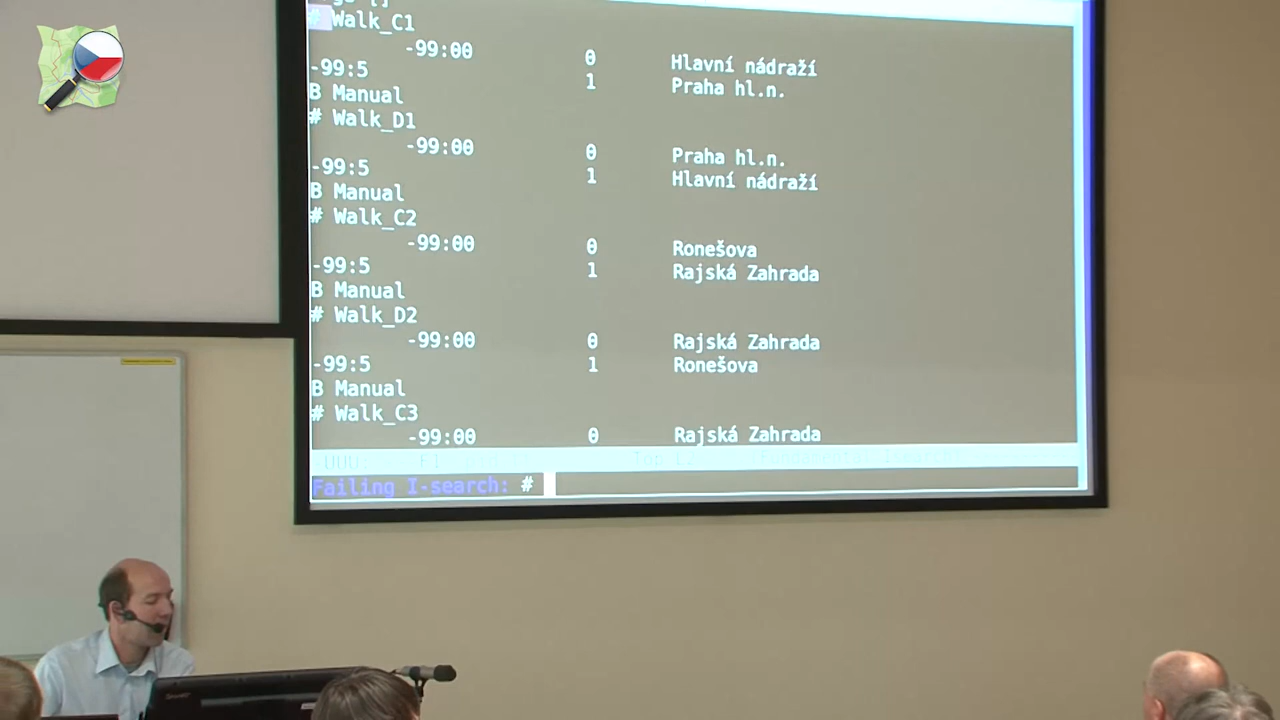 # Walk_C1
-99:00 0 Hlavní nádraží
-99:5 1 Praha hl.n.
B Manual
# Walk_D1
-99:00 0 Praha hl.n.
-99:5 1 Hlavní nádraží
B Manual
# Walk_C2
-99:00 0 Ronešova
-99:5 1 Rajská Zahrada
B Manual
# Walk_D2
-99:00 0 Rajská Zahrada
-99:5 1 Ronešova
B Manual
# Walk_C3
-99:00 0 Rajská Zahrada
Failing I-search: #